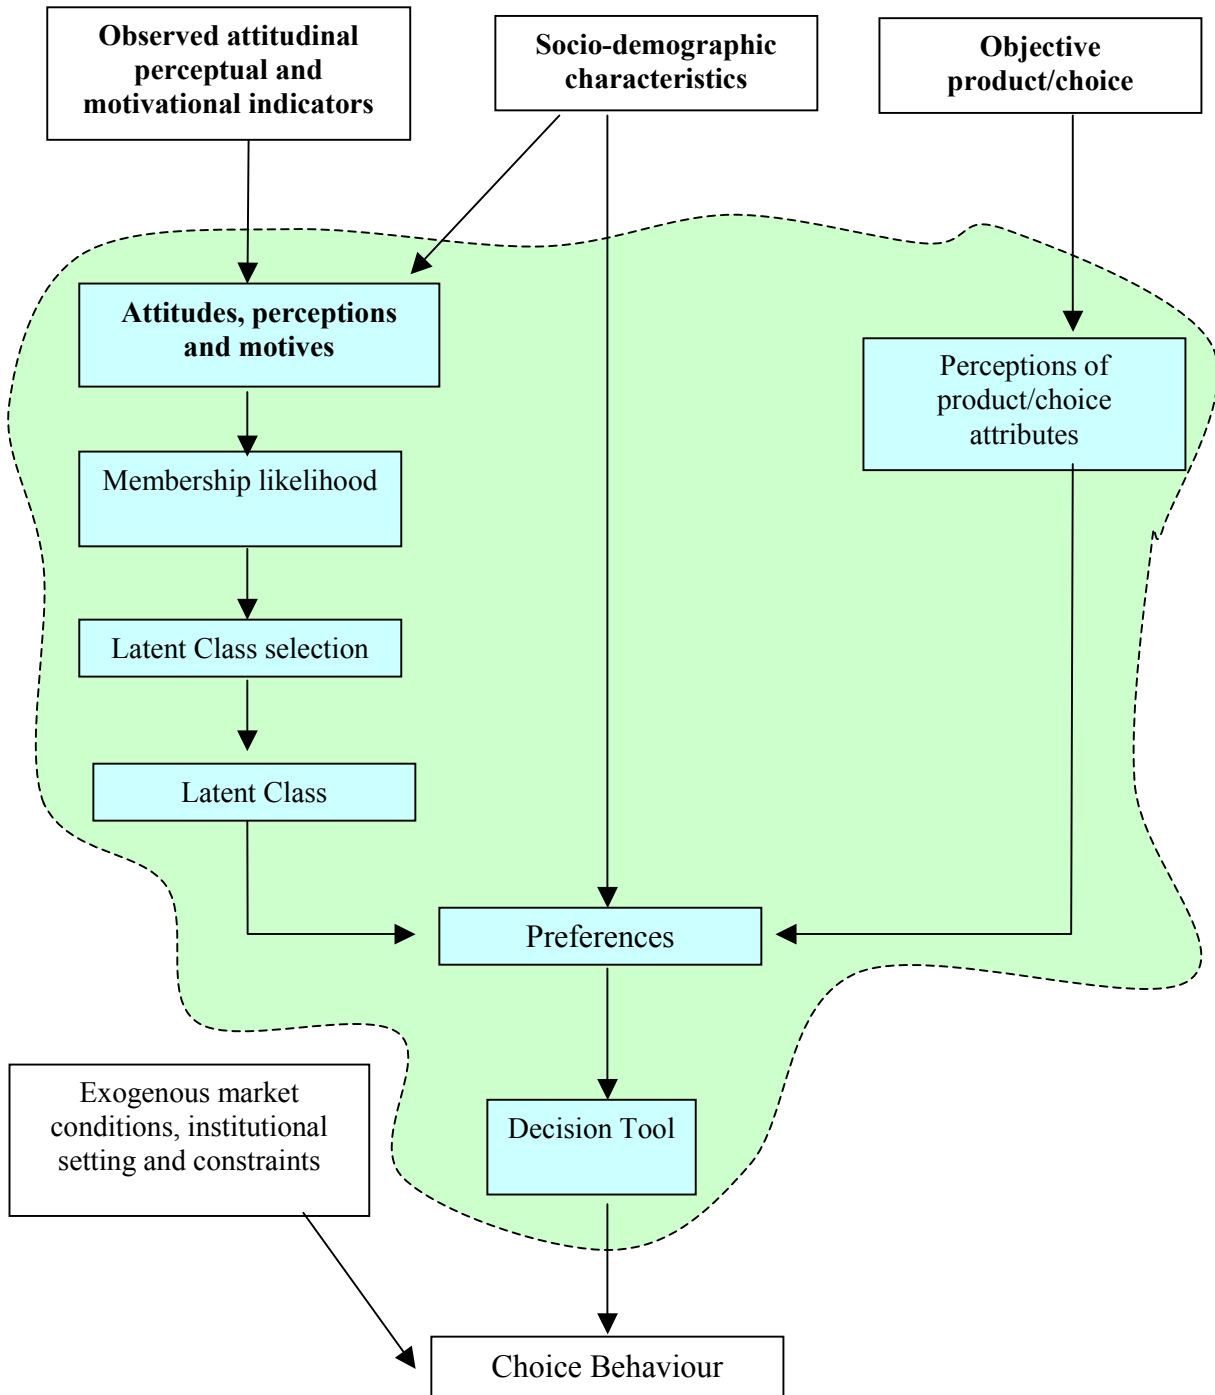 Observed attitudinal
perceptual and
motivational indicators
Socio-demographic
characteristics
Objective
product/choice
Attitudes, perceptions
and motives
Perceptions of
product/choice
attributes
Membership likelihood
Latent Class selection
Latent Class
Preferences
Exogenous market
conditions, institutional
setting and constraints
Decision Tool
Choice Behaviour